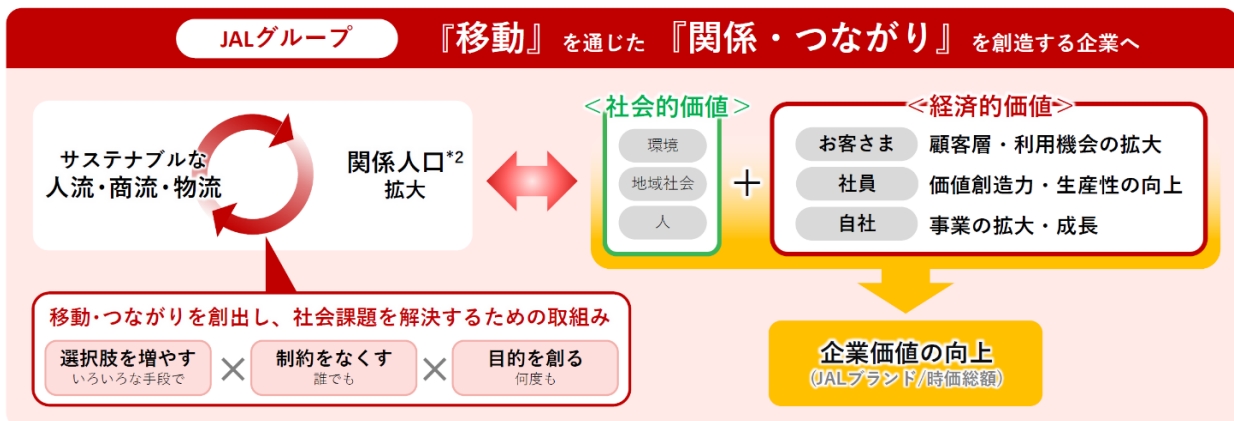 JALグループ 『移動』を通じた『関係・つながり』を創造する企業へ
サステナブルな
人流・商流・物流
関係人口*2
拡大
<社会的価値>
環境
地域社会
人
+
<経済的価値>
お客さま 顧客層・利用機会の拡大
社員 価値創造力・生産性の向上
自社 事業の拡大・成長
移動・つながりを創出し、社会課題を解決するための取組み
選択肢を増やす × 制約をなくす × 目的を創る
いろいろな手段で 誰でも 何度も
企業価値の向上
(JALブランド/時価総額)